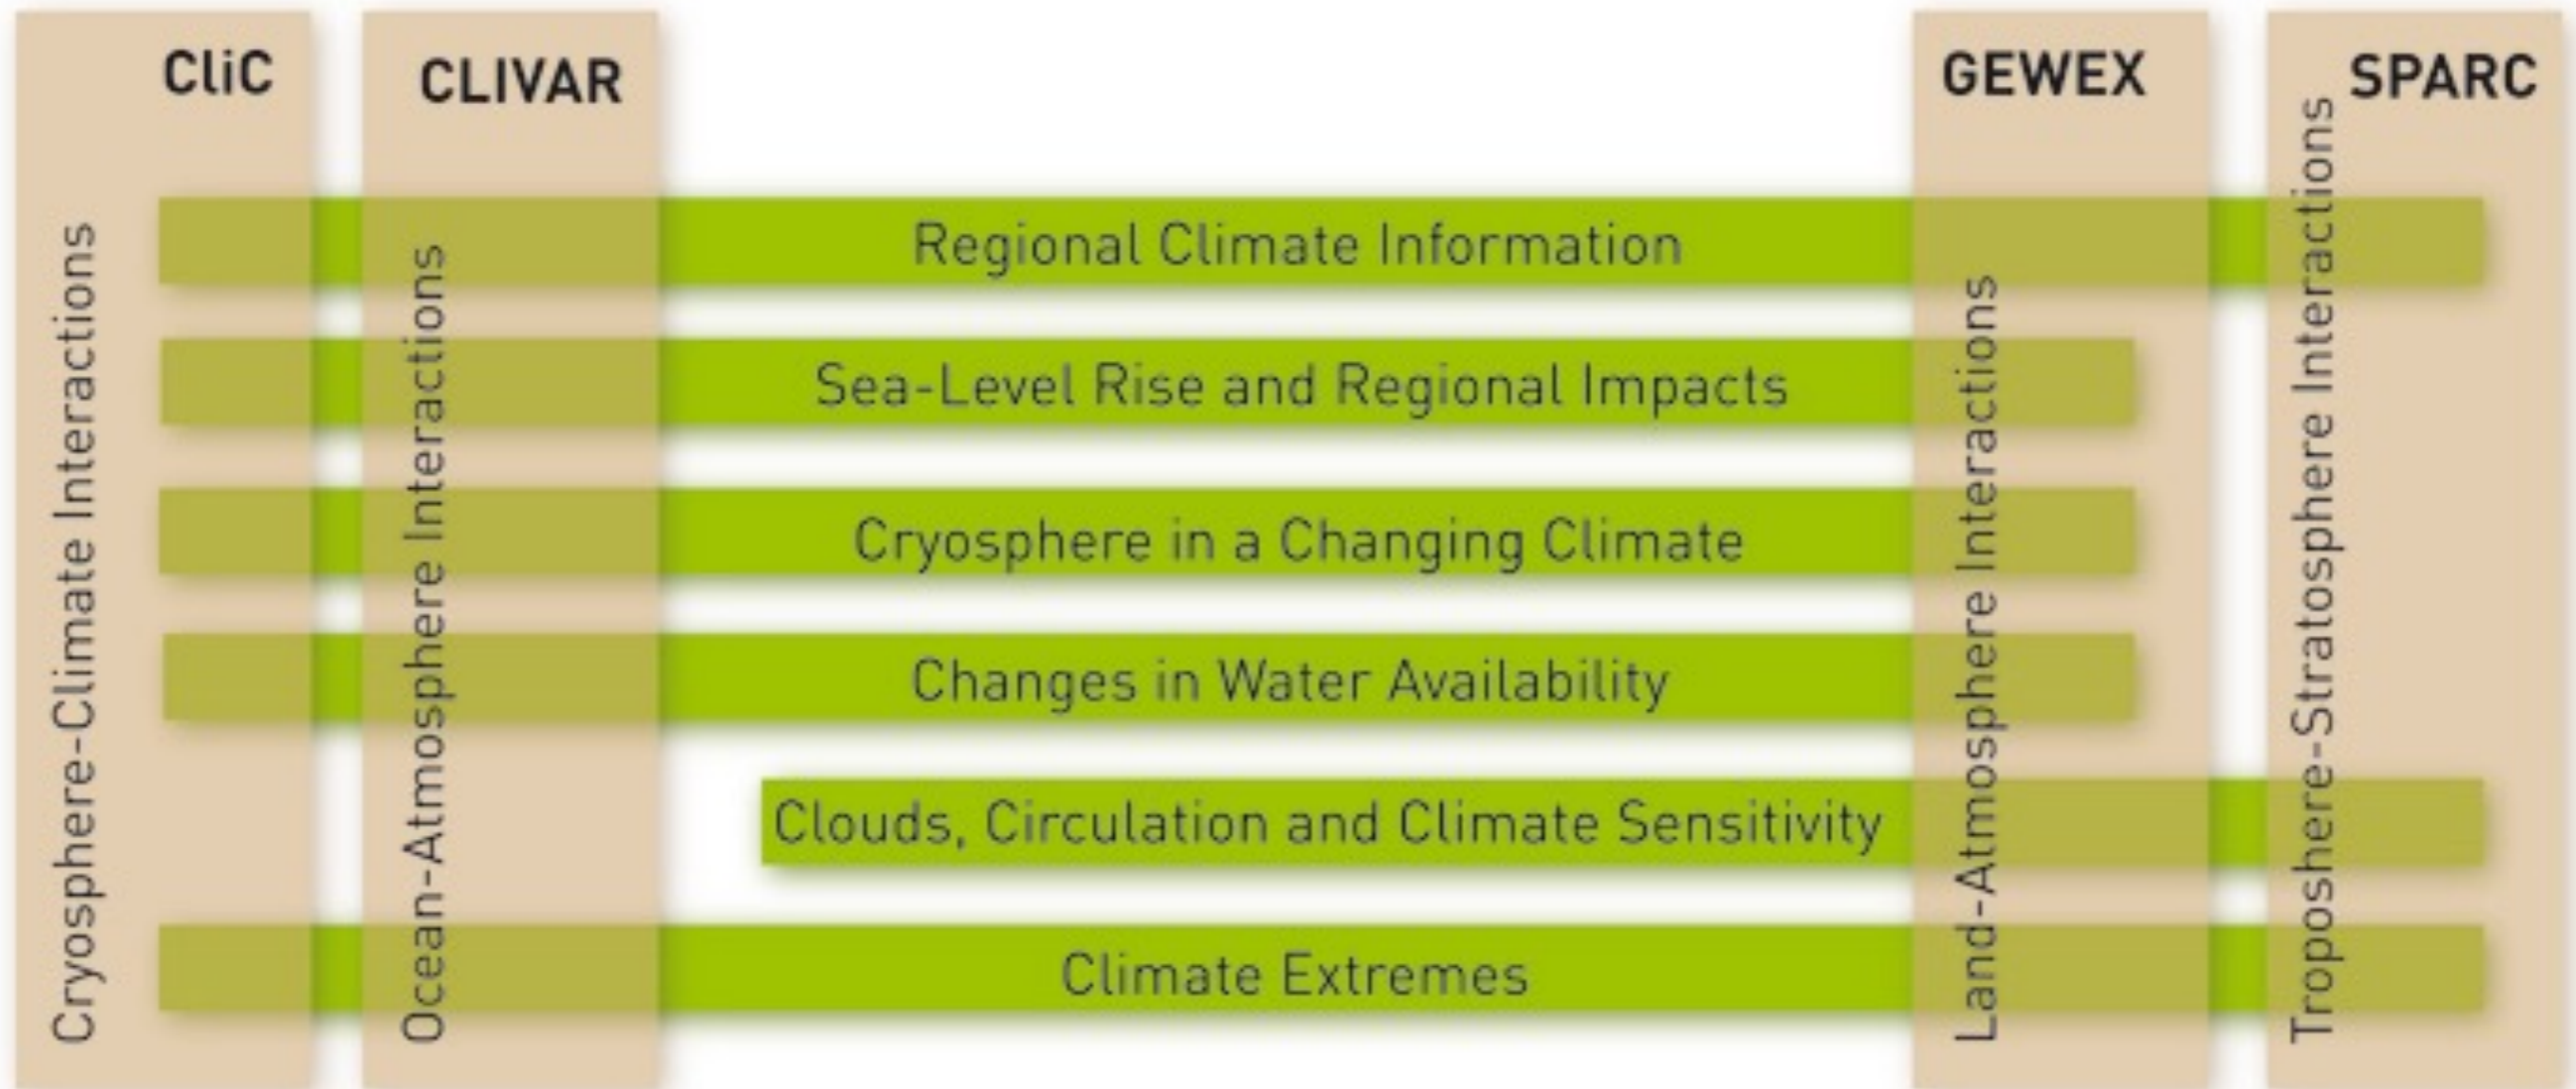 CliC
CLIVAR
GEWEX
SPARC
Cryosphere-Climate Interactions
Ocean-Atmosphere Interactions
Regional Climate Information
Sea-Level Rise and Regional Impacts
Cryosphere in a Changing Climate
Changes in Water Availability
Clouds, Circulation and Climate Sensitivity
Climate Extremes
Land-Atmosphere Interactions
Troposhere-Stratosphere Interactions